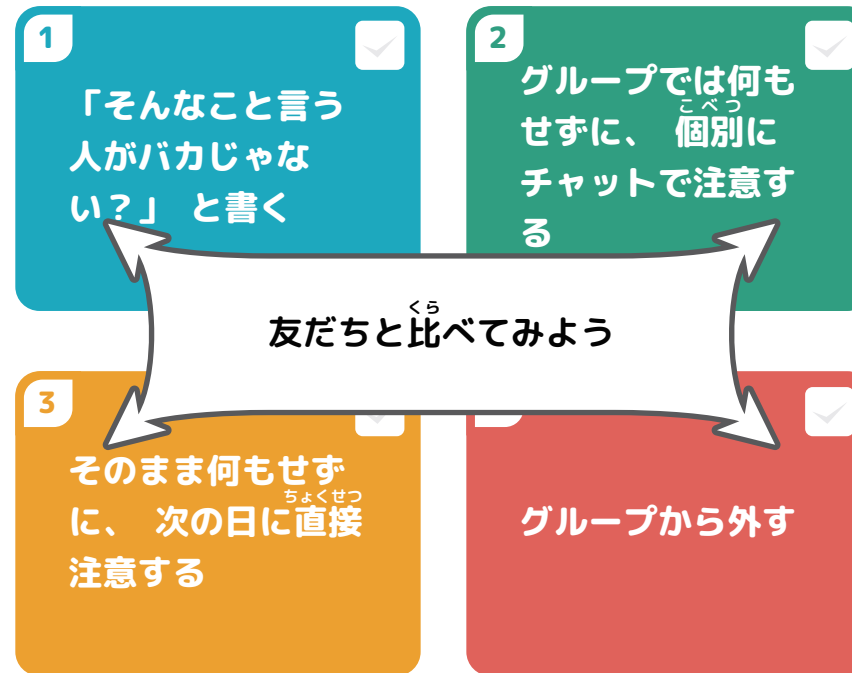 1
「そんなこと言う
人がバカじゃな
い？」 と書く
2
グループでは何も
せずに、 個別に
こべつ
チャットで注意す
る
友だちと比べてみよう
くら
3
そのまま何もせず
に、 次の日に直接
ちょくせつ
注意する
グループから外す